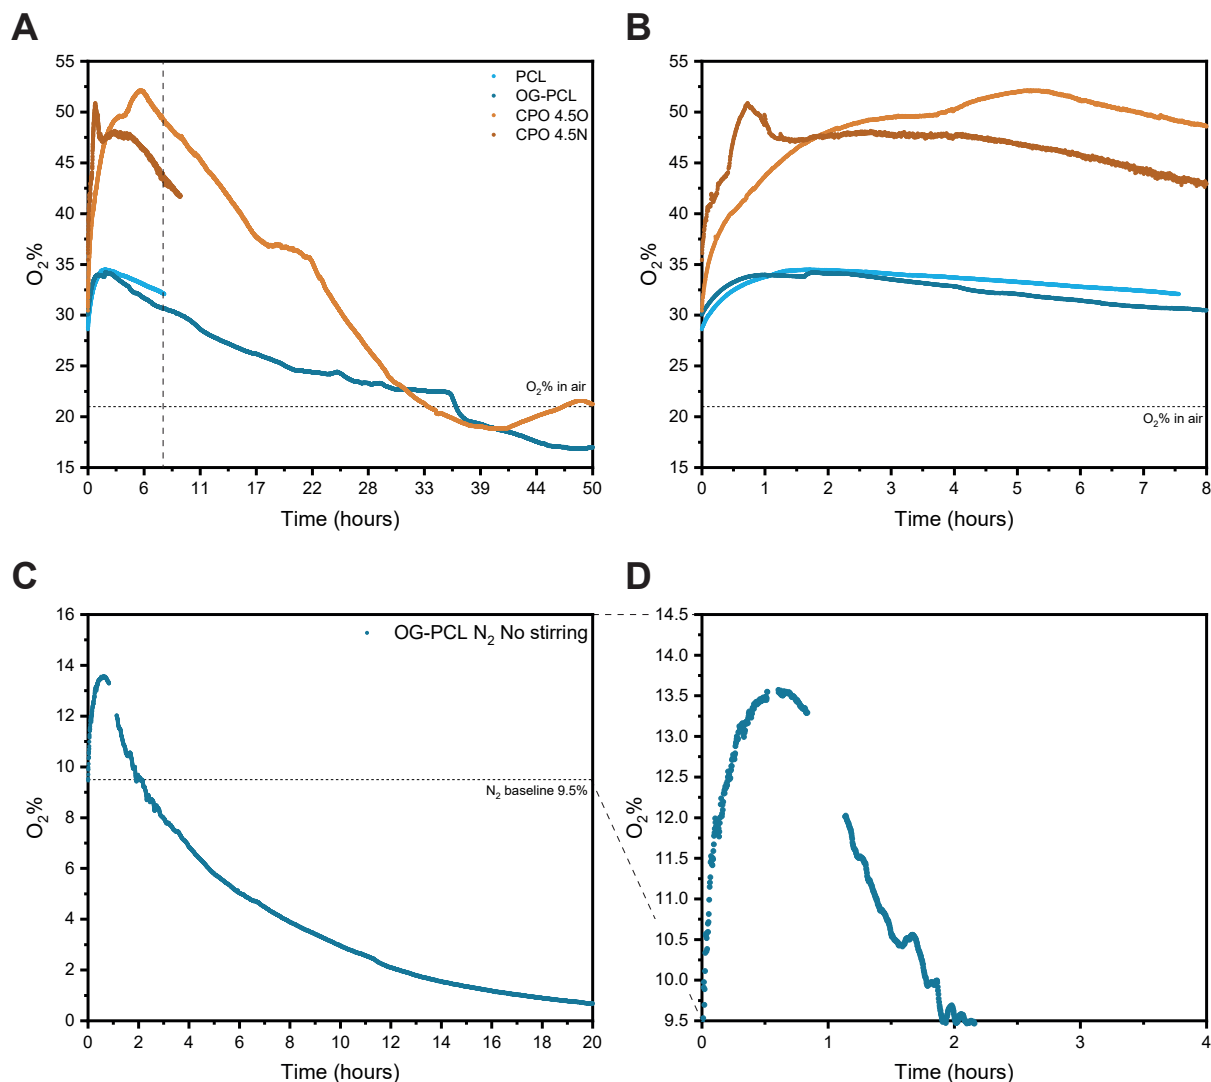 A
55
50
45
40
35
30
25
20
15
O2%
PCL
OG-PCL
CPO 4.5O
CPO 4.5N
O2% in air
0 6 11 17 22 28 33 39 44 50
Time (hours)
B
55
50
45
40
35
30
25
20
15
O2%
O2% in air
0 1 2 3 4 5 6 7 8
Time (hours)
C
16
14
12
10
8
6
4
2
0
O2%
OG-PCL N2 No stirring
N2 baseline 9.5%
0 2 4 6 8 10 12 14 16 18 20
Time (hours)
D
14.5
14.0
13.5
13.0
12.5
12.0
11.5
11.0
10.5
10.0
9.5
O2%
0 1 2 3 4
Time (hours)